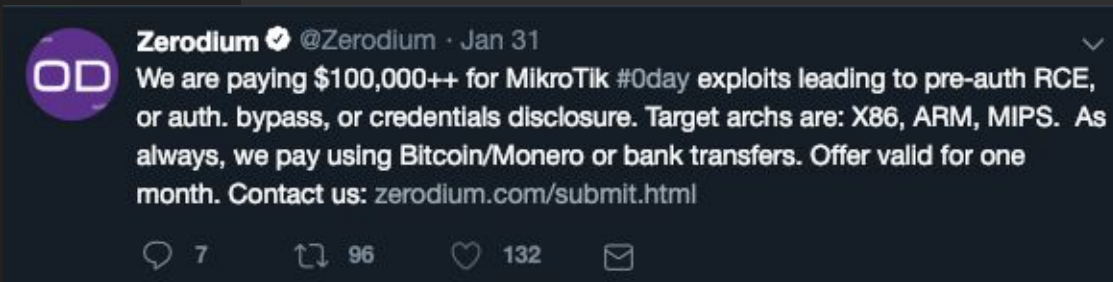 OD
Zerodium @Zerodium · Jan 31
We are paying $100,000++ for MikroTik #0day exploits leading to pre-auth RCE,
or auth. bypass, or credentials disclosure. Target archs are: X86, ARM, MIPS.  As
always, we pay using Bitcoin/Monero or bank transfers. Offer valid for one
month. Contact us: zerodium.com/submit.html
7 96 132